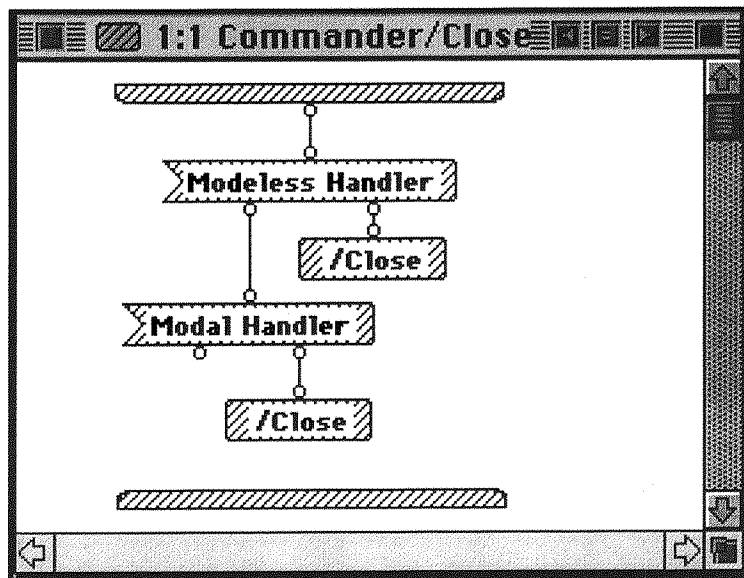 1:1 Commander/Close
Modeless Handler
/Close
Modal Handler
/Close